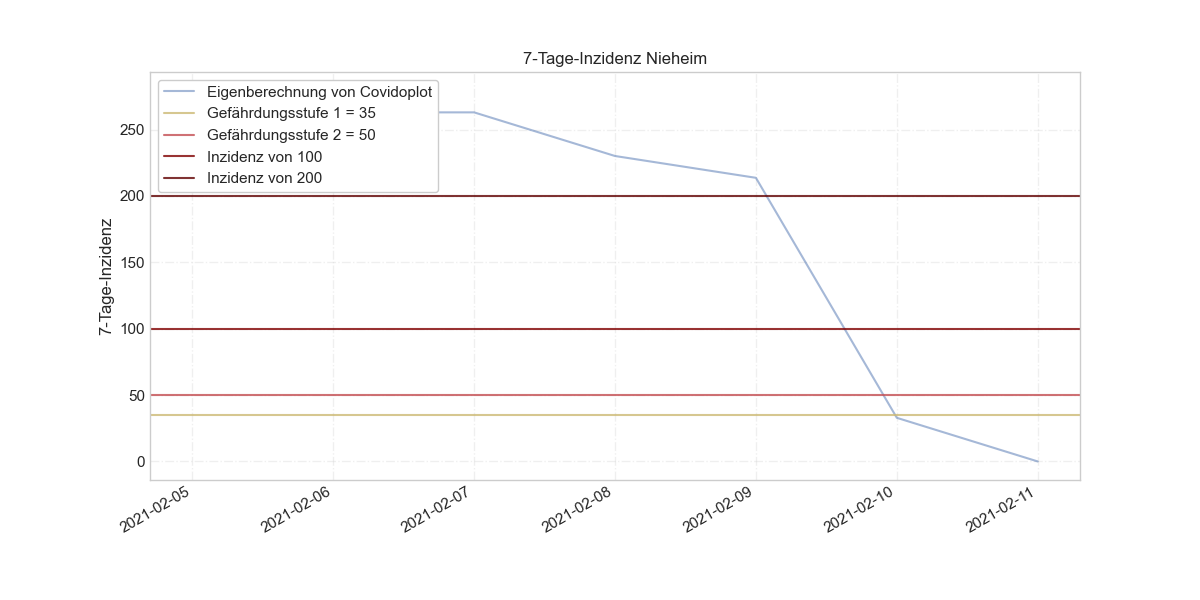 7-Tage-Inzidenz Nieheim
Eigenberechnung von Covidoplot
Gefährdungsstufe 1 = 35
Gefährdungsstufe 2 = 50
Inzidenz von 100
Inzidenz von 200
7-Tage-Inzidenz
250
200
150
100
50
0
2021-02-05
2021-02-06
2021-02-07
2021-02-08
2021-02-09
2021-02-10
2021-02-11